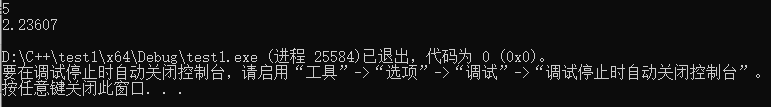 5
2.23607
D:\C++\test1\x64\Debug\test1.exe (进程 25584)已退出，代码为 0 (0x0)。
要在调试停止时自动关闭控制台，请启用“工具”->“选项”->“调试”->“调试停止时自动关闭控制台”。
按任意键关闭此窗口. . .